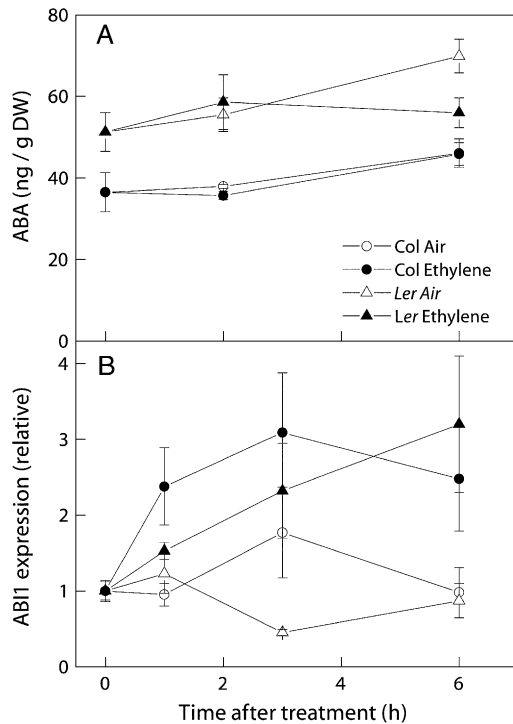 A
80
60
40
20
0
ABA (ng / g DW)
Col Air
Col Ethylene
Ler Air
Ler Ethylene
B
4
3
2
1
0
ABI1 expression (relative)
0
2
4
6
Time after treatment (h)